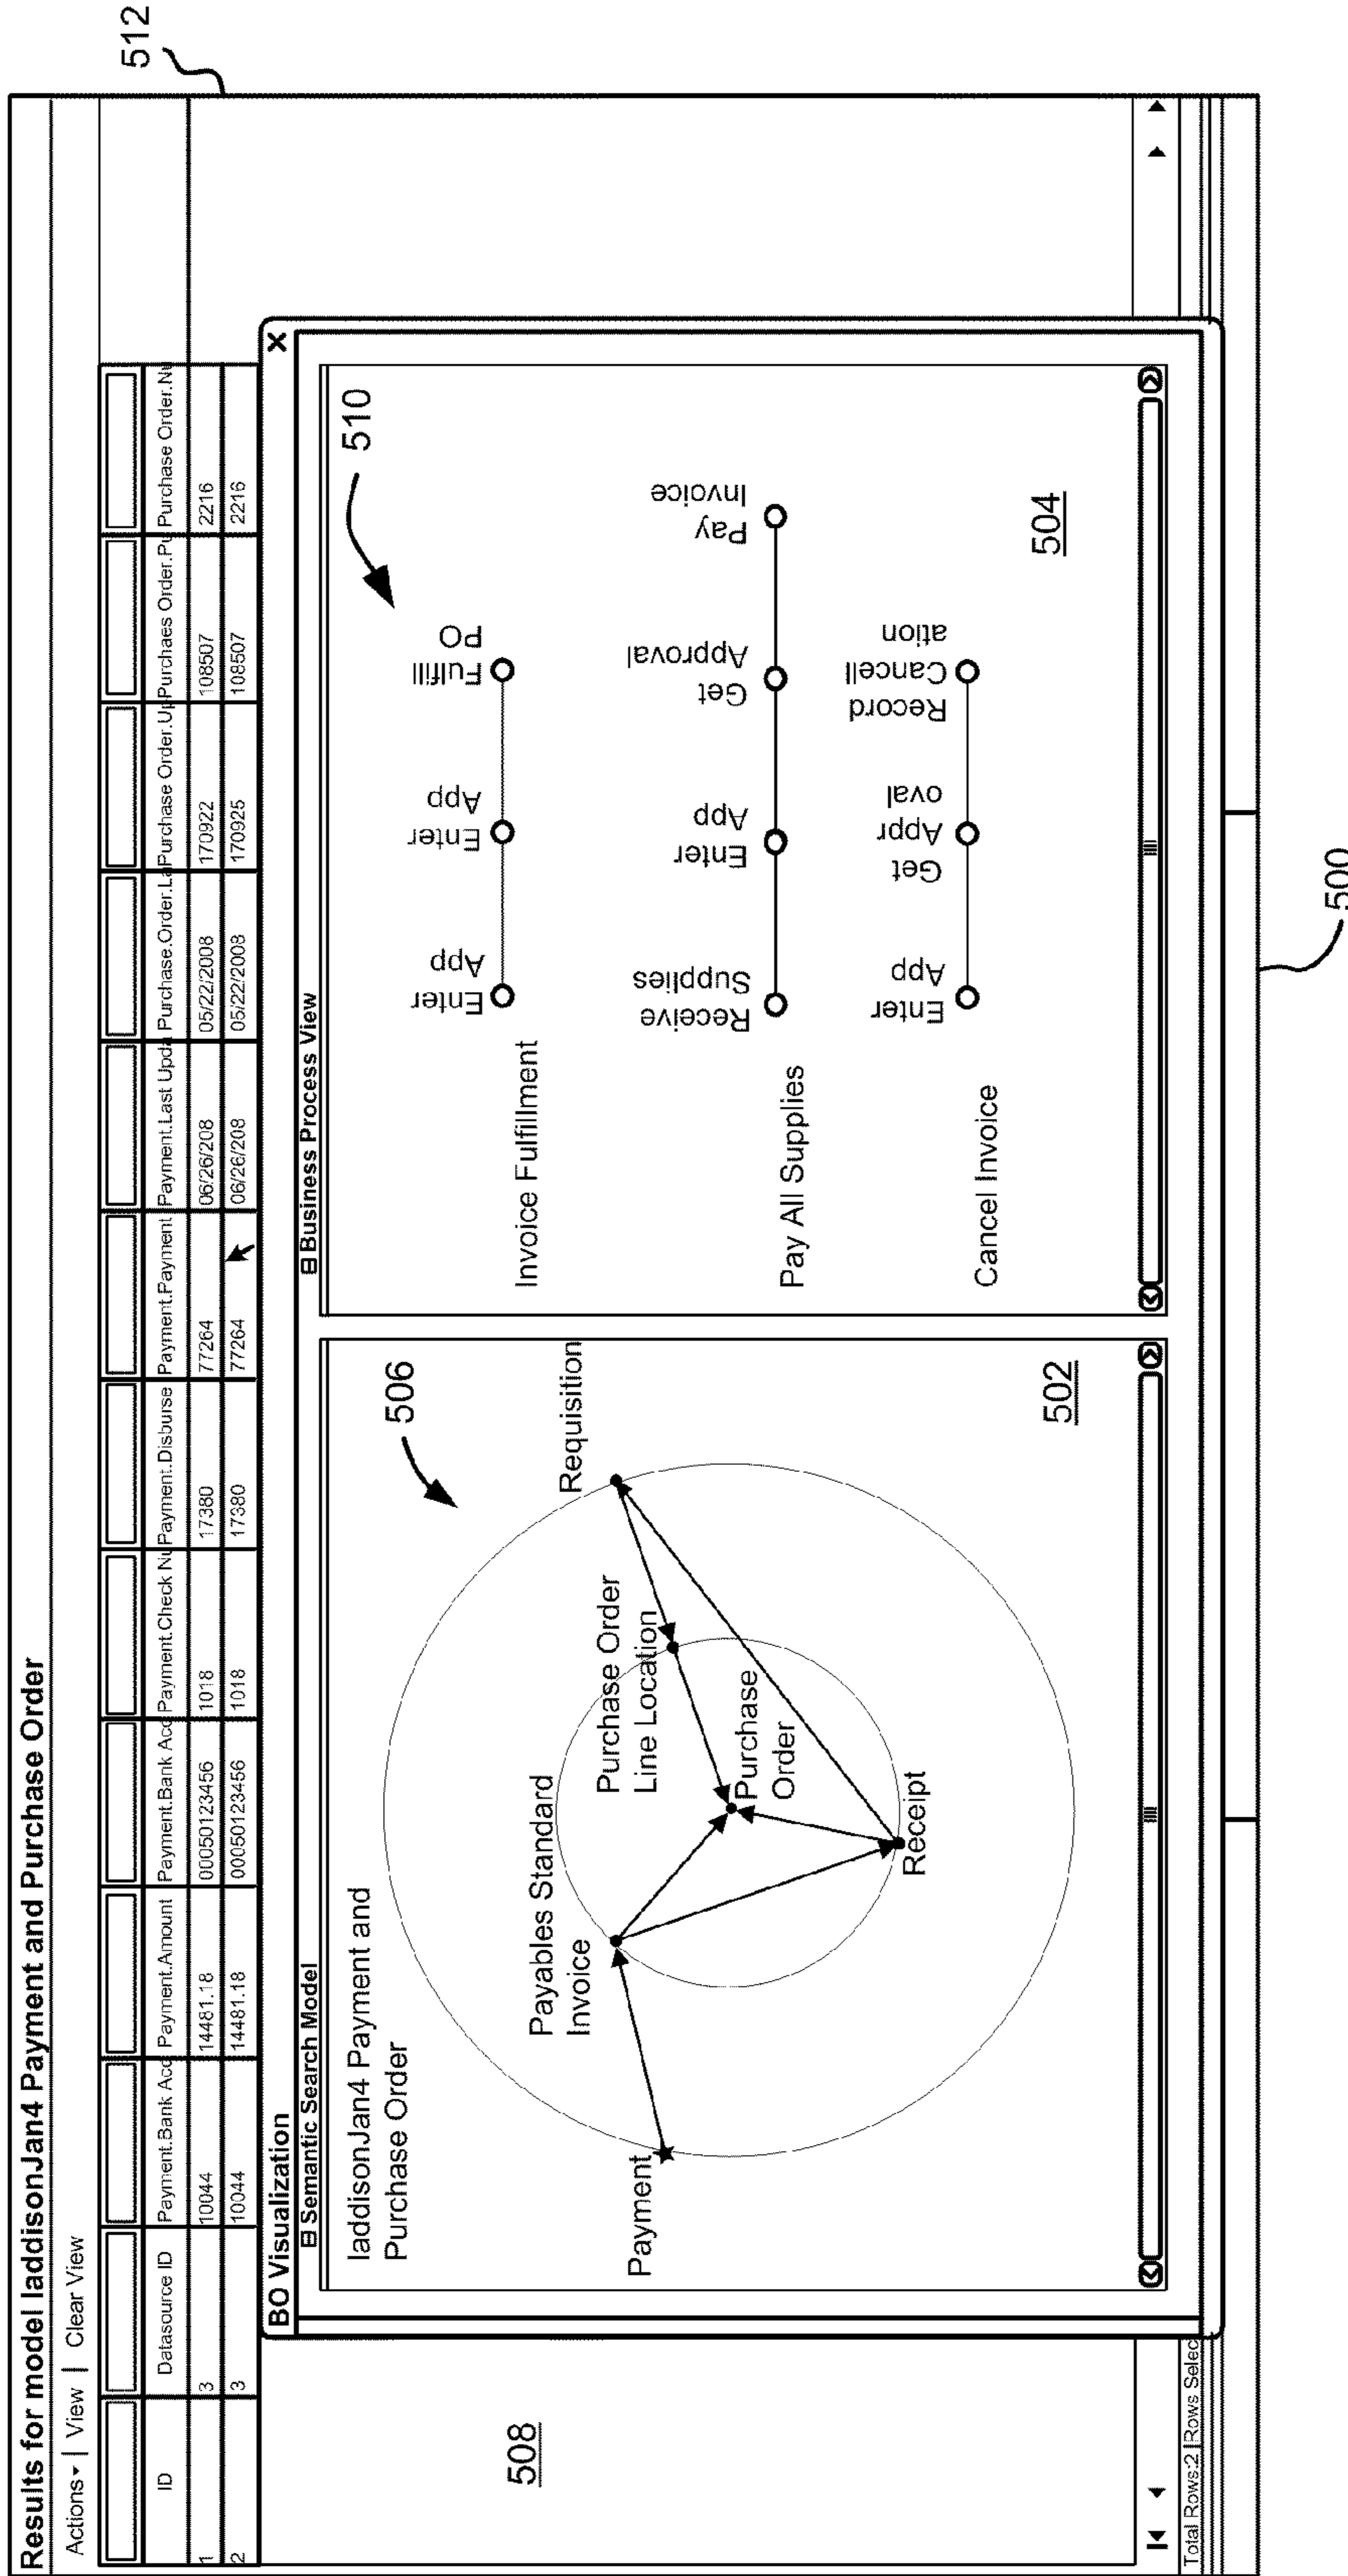 Results for model laddisonJan4 Payment and Purchase Order
Actions | View | Clear View
ID Datasource ID Payment.Bank Acc Payment.Amount Payment.Bank Acc Payment.Check Nu Payment.Disburse Payment.Payment Payment.Last Upda Purchase.Order.La Purchase Order.Up Purchaes Order.Pu Purchase Order.Nu
1 3 10044 14481.18 00050123456 1018 17380 77264 06/26/208 05/22/2008 170922 108507 2216
2 3 10044 14481.18 00050123456 1018 17380 77264 06/26/208 05/22/2008 170925 108507 2216
512
BO Visualization X
Semantic Search Model
laddisonJan4 Payment and
Purchase Order
506
Payables Standard
Invoice
Requisition
Purchase Order
Line Location
Payment
Purchase
Order
Receipt
502
Business Process View
510
Invoice Fulfillment
Enter
App
Enter
App
Fulfill
PO
Pay All Supplies
Receive
Supplies
Enter
App
Get
Approval
Pay
Invoice
Cancel Invoice
Enter
App
Get
Appr
oval
Record
Cancell
ation
504
508
Total Rows:2 | Rows Selec
500